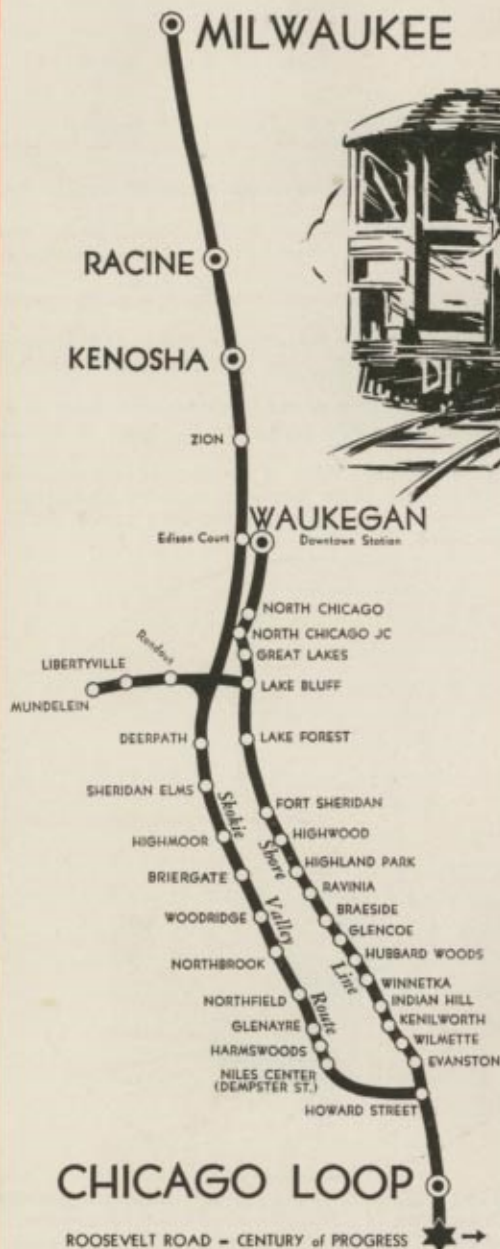 MILWAUKEE
RACINE
KENOSHA
ZION
WAUKEGAN
Edison Court
Downtown Station
NORTH CHICAGO
NORTH CHICAGO JC
GREAT LAKES
Rondout
LIBERTYVILLE
LAKE BLUFF
MUNDELEIN
DEERPATH
LAKE FOREST
SHERIDAN ELMS
Skokie
Valley
Route
FORT SHERIDAN
HIGHMOOR
HIGHWOOD
Shore
Line
HIGHLAND PARK
BRIERGATE
RAVINIA
BRAESIDE
WOODRIDGE
GLENCOE
HUBBARD WOODS
NORTHBROOK
WINNETKA
INDIAN HILL
NORTHFIELD
KENILWORTH
GLENAYRE
WILMETTE
HARMSWOODS
EVANSTON
NILES CENTER
(DEMPSTER ST.)
HOWARD STREET
CHICAGO LOOP
ROOSEVELT ROAD - CENTURY of PROGRESS